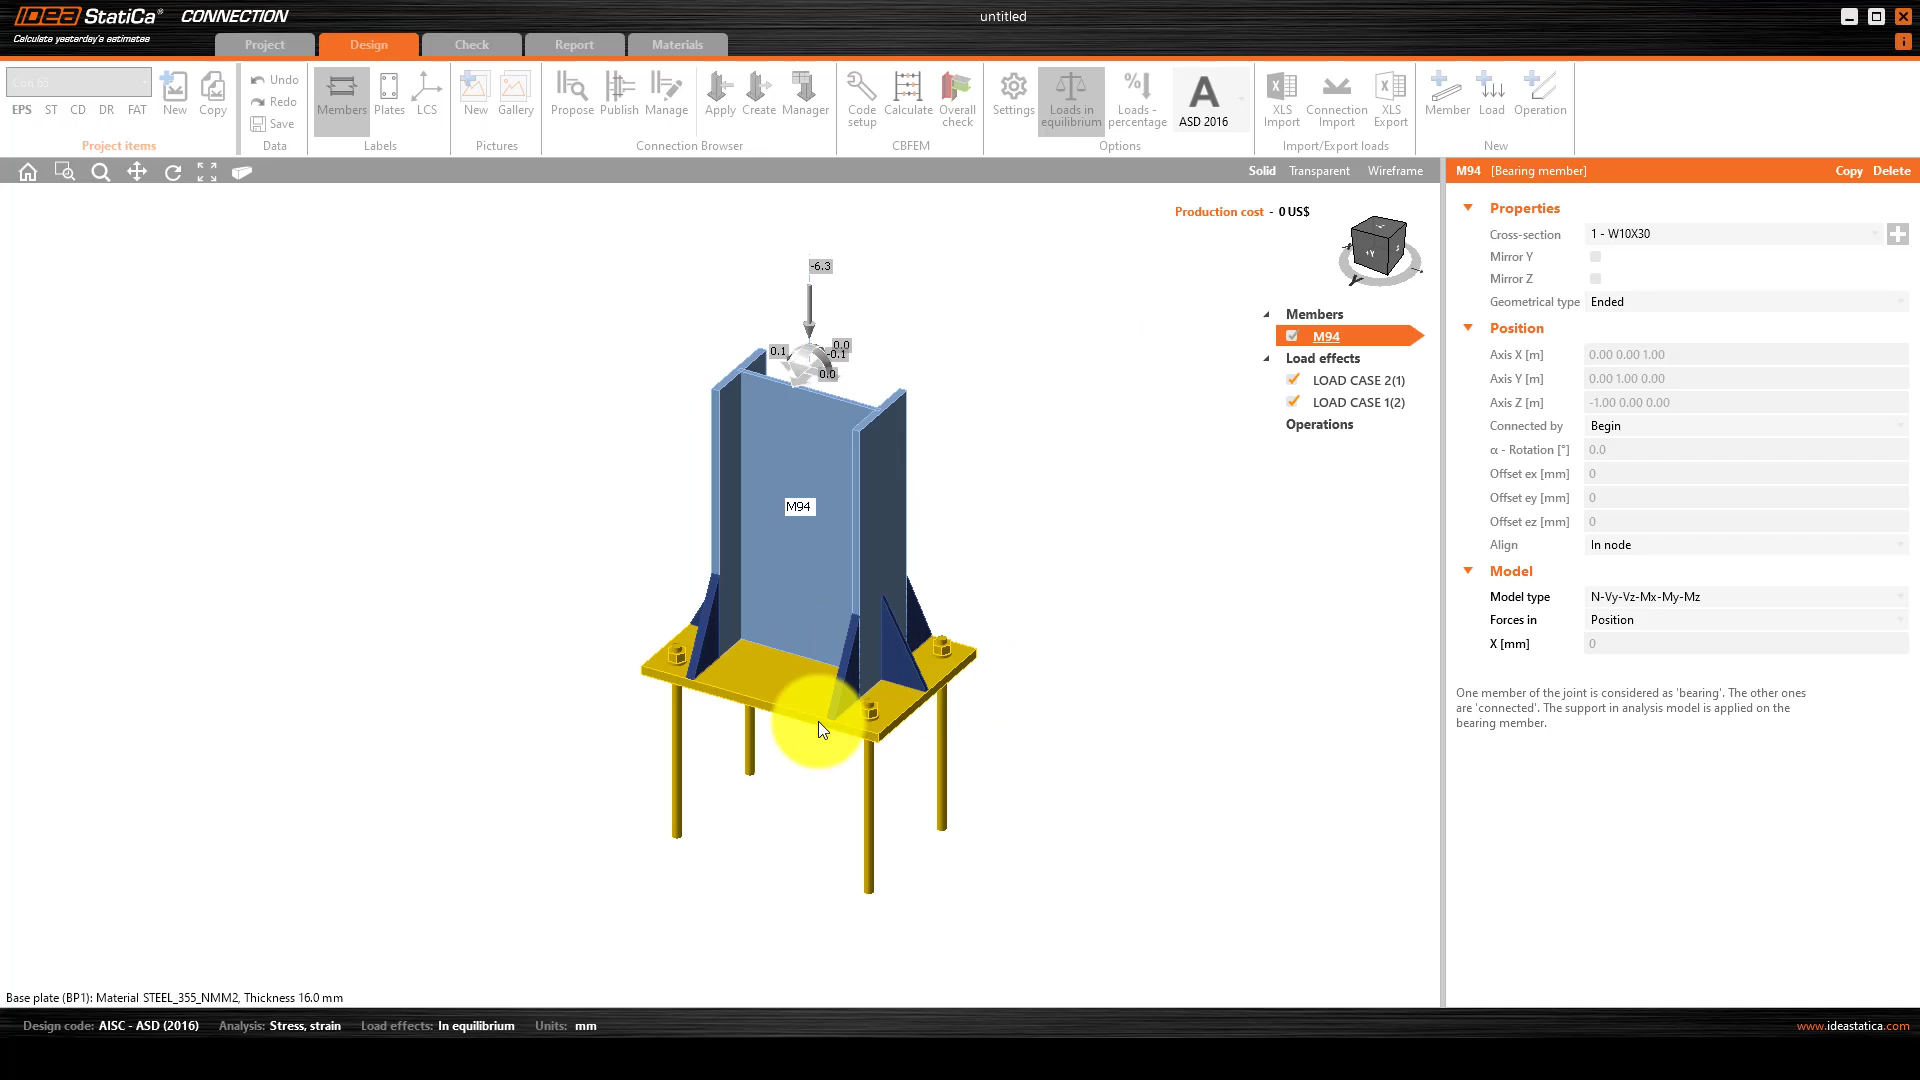 IDEA StatiCa® CONNECTION
Calculate yesterday's estimates
untitled
i
Project
Design
Check
Report
Materials
Con 65
EPS ST CD DR FAT
New
Copy
Project items
Undo
Redo
Save
Data
Members
Plates
LCS
Labels
New
Gallery
Pictures
Propose
Publish
Manage
Apply
Create
Manager
Connection Browser
Code setup
Calculate
Overall check
CBFEM
Settings
Loads in equilibrium
Loads - percentage
A
ASD 2016
Options
XLS Import
Connection Import
XLS Export
Import/Export loads
Member
Load
Operation
New
Solid Transparent Wireframe
M94 [Bearing member] Copy Delete
Production cost - 0 US$
+Y
Y
-6.3
0.1
0.0
-0.1
0.0
M94
Members
M94
Load effects
LOAD CASE 2(1)
LOAD CASE 1(2)
Operations
Properties
Cross-section 1 - W10X30
Mirror Y
Mirror Z
Geometrical type Ended
Position
Axis X [m] 0.00 0.00 1.00
Axis Y [m] 0.00 1.00 0.00
Axis Z [m] -1.00 0.00 0.00
Connected by Begin
α - Rotation [°] 0.0
Offset ex [mm] 0
Offset ey [mm] 0
Offset ez [mm] 0
Align In node
Model
Model type N-Vy-Vz-Mx-My-Mz
Forces in Position
X [mm] 0
One member of the joint is considered as 'bearing'. The other ones
are 'connected'. The support in analysis model is applied on the
bearing member.
Base plate (BP1): Material STEEL_355_NMM2, Thickness 16.0 mm
Design code: AISC - ASD (2016) Analysis: Stress, strain Load effects: In equilibrium Units: mm
www.ideastatica.com